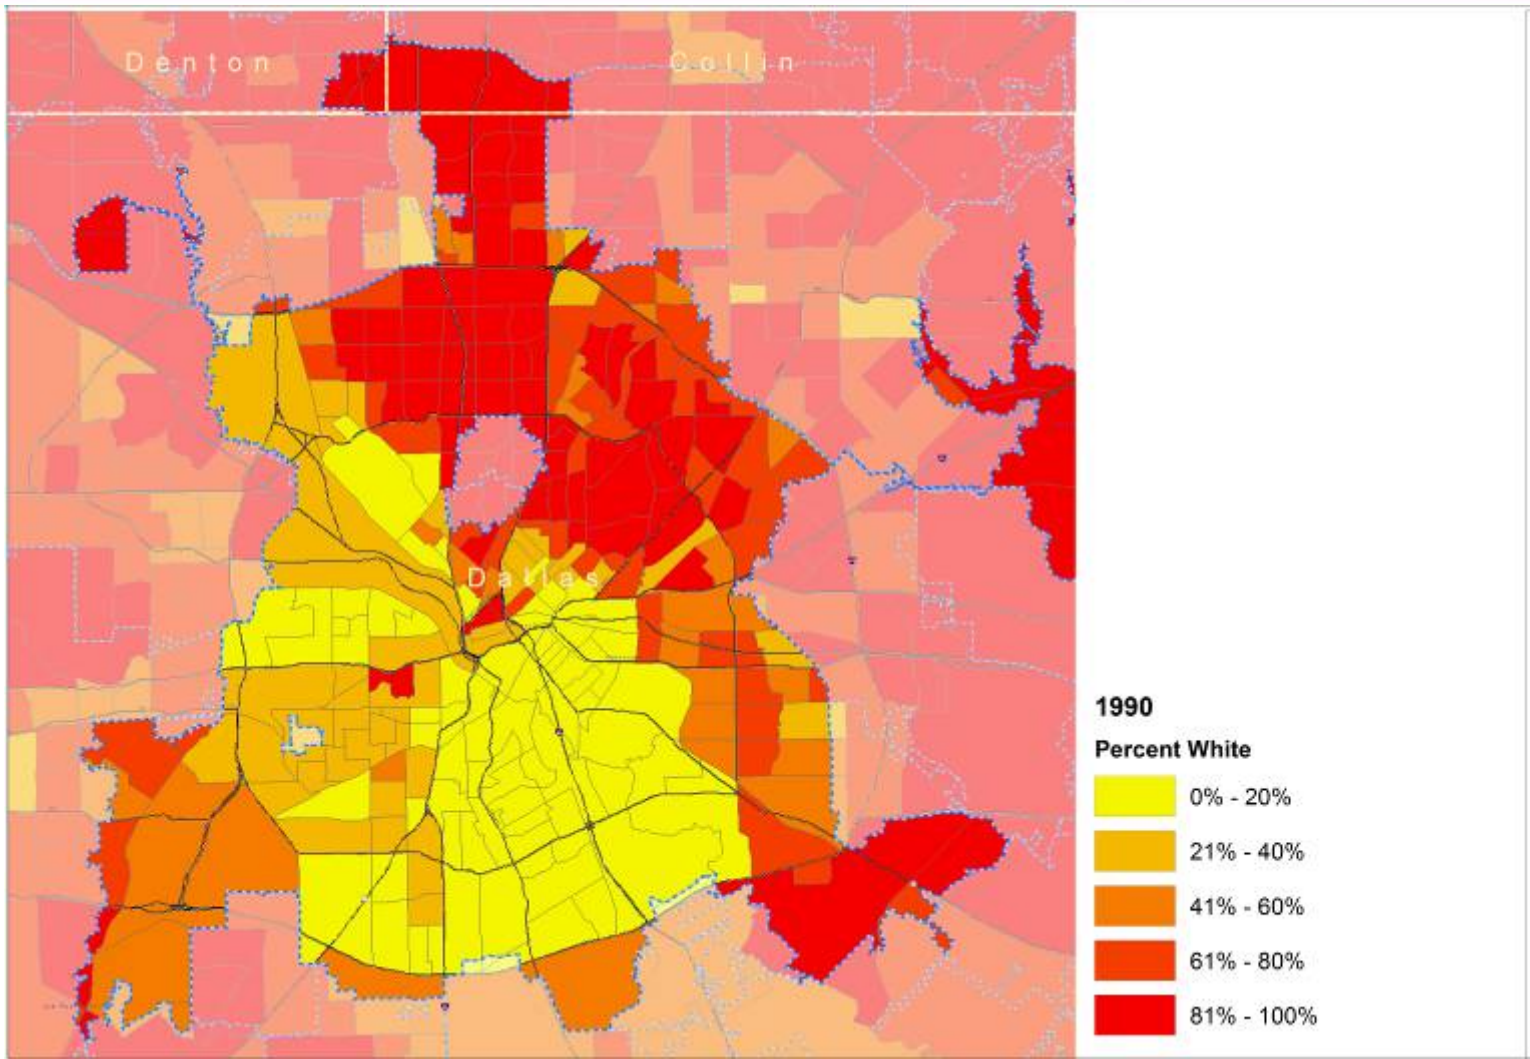 Denton
Collin
Dallas
1990
Percent White
0% - 20%
21% - 40%
41% - 60%
61% - 80%
81% - 100%